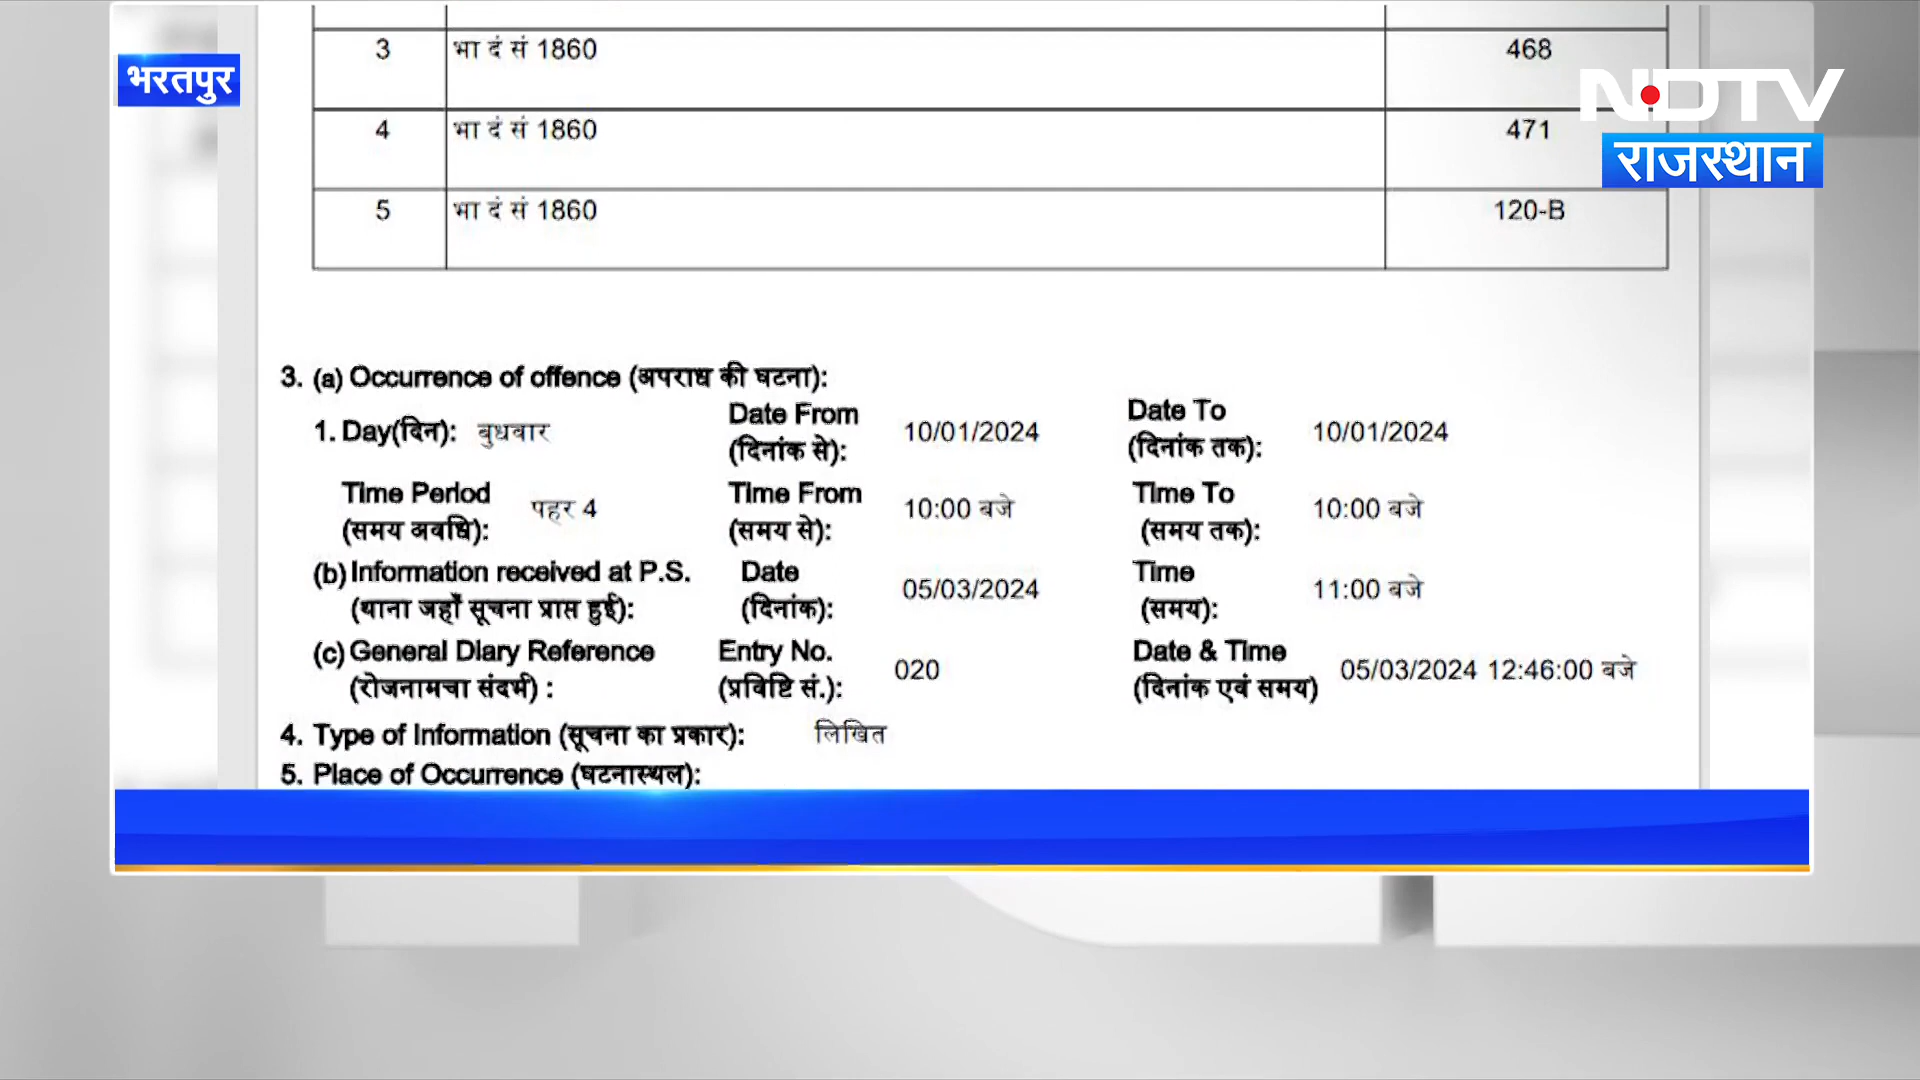 भरतपुर
NDTV
राजस्थान
3 भा दं सं 1860 468
4 भा दं सं 1860 471
5 भा दं सं 1860 120-B
3. (a) Occurrence of offence (अपराध की घटना):
1. Day(दिन): बुधवार Date From (दिनांक से): 10/01/2024 Date To (दिनांक तक): 10/01/2024
Time Period (समय अवधि): पहर 4 Time From (समय से): 10:00 बजे Time To (समय तक): 10:00 बजे
(b) Information received at P.S. (थाना जहाँ सूचना प्राप्त हुई): Date (दिनांक): 05/03/2024 Time (समय): 11:00 बजे
(c) General Diary Reference (रोजनामचा संदर्भ) : Entry No. (प्रविष्टि सं.): 020 Date & Time (दिनांक एवं समय) 05/03/2024 12:46:00 बजे
4. Type of Information (सूचना का प्रकार): लिखित
5. Place of Occurrence (घटनास्थल):